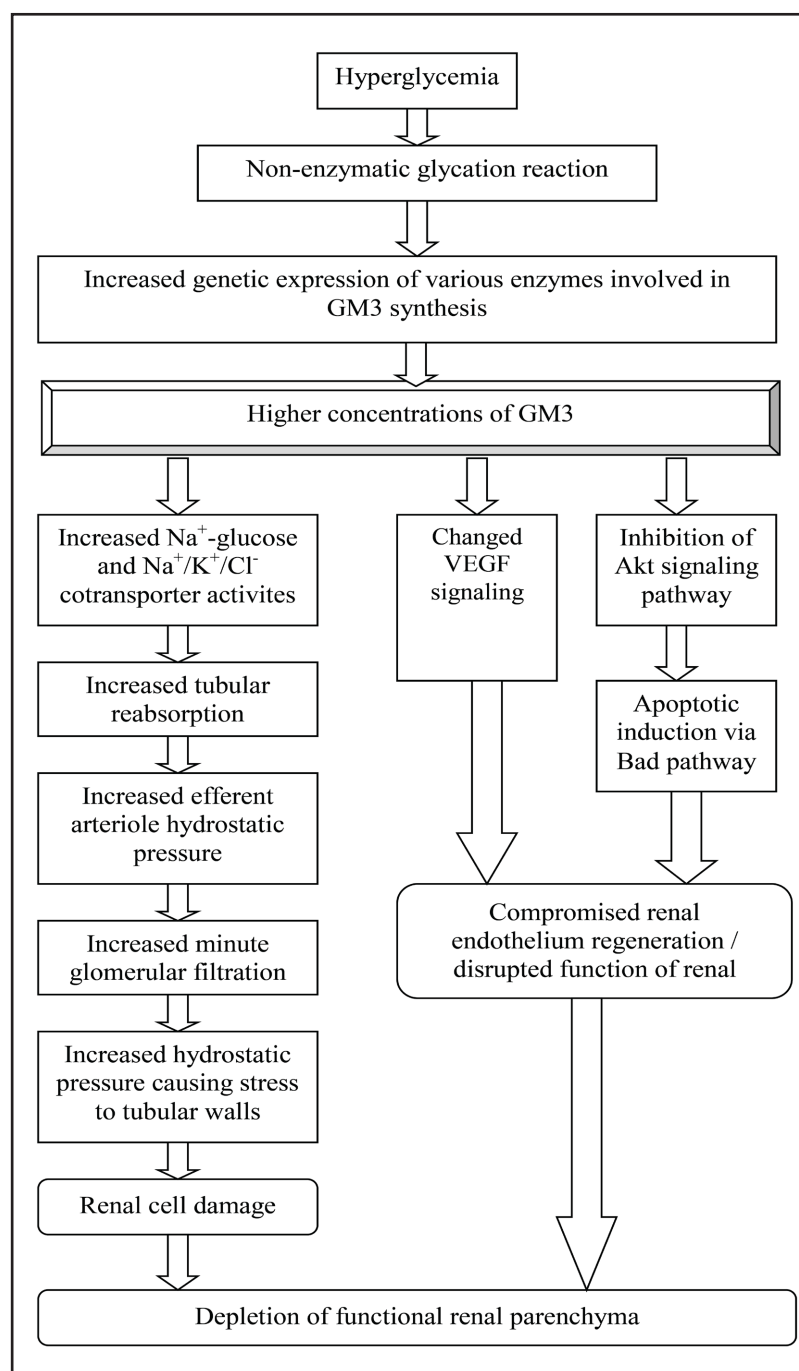 Hyperglycemia
Non-enzymatic glycation reaction
Increased genetic expression of various enzymes involved in
GM3 synthesis
Higher concentrations of GM3
Increased Na⁺-glucose
and Na⁺/K⁺/Cl⁻
cotransporter activites
Increased tubular
reabsorption
Increased efferent
arteriole hydrostatic
pressure
Increased minute
glomerular filtration
Increased hydrostatic
pressure causing stress
to tubular walls
Renal cell damage
Changed
VEGF
signaling
Inhibition of
Akt signaling
pathway
Apoptotic
induction via
Bad pathway
Compromised renal
endothelium regeneration /
disrupted function of renal
Depletion of functional renal parenchyma